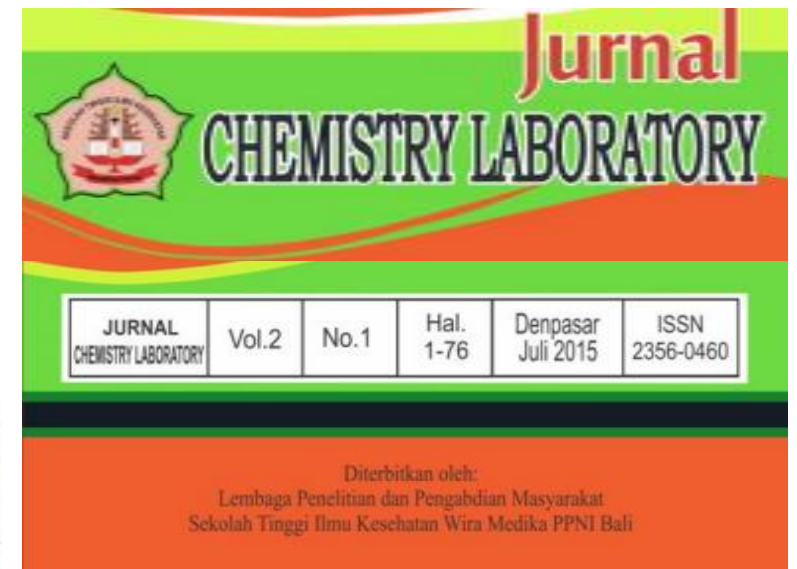 Jurnal
CHEMISTRY LABORATORY
JURNAL
CHEMISTRY LABORATORY
Vol.2
No.1
Hal.
1-76
Denpasar
Juli 2015
ISSN
2356-0460
Diterbitkan oleh:
Lembaga Penelitian dan Pengabdian Masyarakat
Sekolah Tinggi Ilmu Kesehatan Wira Medika PPNI Bali